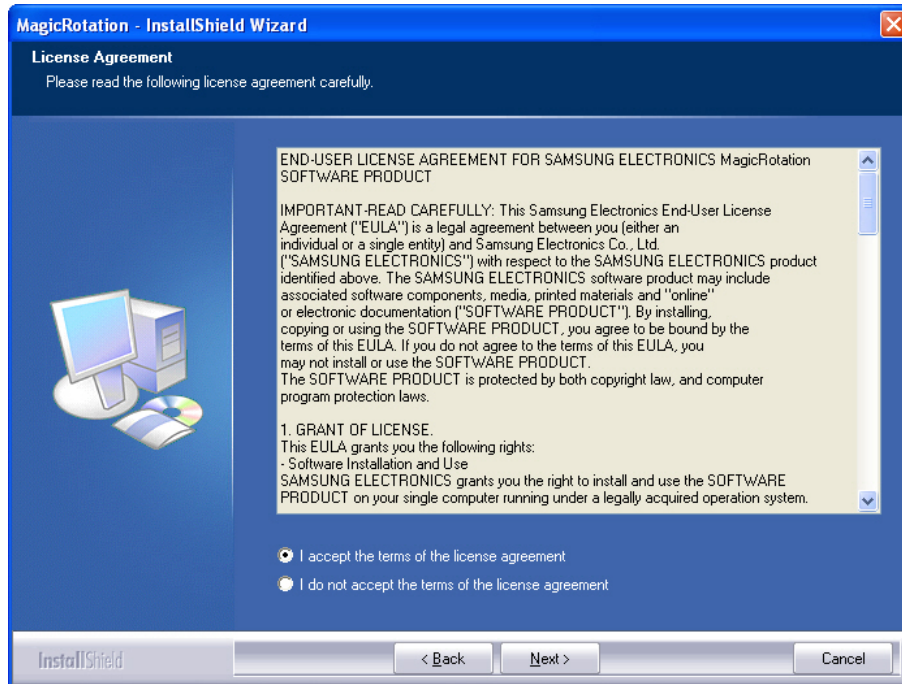 MagicRotation - InstallShield Wizard
License Agreement
Please read the following license agreement carefully.
END-USER LICENSE AGREEMENT FOR SAMSUNG ELECTRONICS MagicRotation
SOFTWARE PRODUCT
IMPORTANT-READ CAREFULLY: This Samsung Electronics End-User License
Agreement ("EULA") is a legal agreement between you (either an
individual or a single entity) and Samsung Electronics Co., Ltd.
("SAMSUNG ELECTRONICS") with respect to the SAMSUNG ELECTRONICS product
identified above. The SAMSUNG ELECTRONICS software product may include
associated software components, media, printed materials and "online"
or electronic documentation ("SOFTWARE PRODUCT"). By installing,
copying or using the SOFTWARE PRODUCT, you agree to be bound by the
terms of this EULA. If you do not agree to the terms of this EULA, you
may not install or use the SOFTWARE PRODUCT.
The SOFTWARE PRODUCT is protected by both copyright law, and computer
program protection laws.
1. GRANT OF LICENSE.
This EULA grants you the following rights:
- Software Installation and Use
SAMSUNG ELECTRONICS grants you the right to install and use the SOFTWARE
PRODUCT on your single computer running under a legally acquired operation system.
I accept the terms of the license agreement
I do not accept the terms of the license agreement
InstallShield
< Back
Next >
Cancel